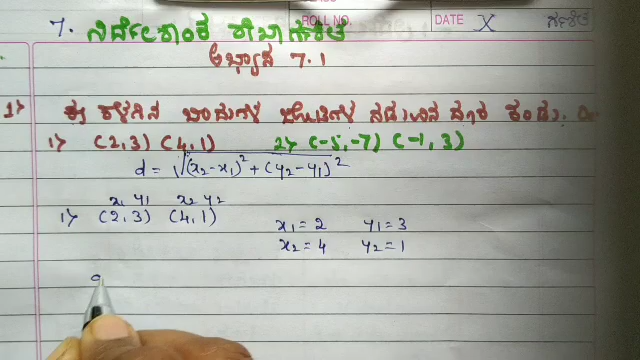 CLASS
ROLL NO. DATE X ಗಣಿತ
7. ನಿರ್ದೇಶಾಂಕ ರೇಖಾಗಣಿತ
ಅಭ್ಯಾಸ 7.1
1> ಈ ಕೆಳಗಿನ ಬಿಂದುಗಳ ಜೋಡಿಗಳ ನಡುವಿನ ದೂರ ಕಂಡು
1> (2,3) (4,1) 2> (-5,-7) (-1,3)
d = √(x₂-x₁)² + (y₂-y₁)²
x₁ y₁ x₂ y₂
1> (2,3) (4,1) x₁ = 2 y₁ = 3
x₂ = 4 y₂ = 1